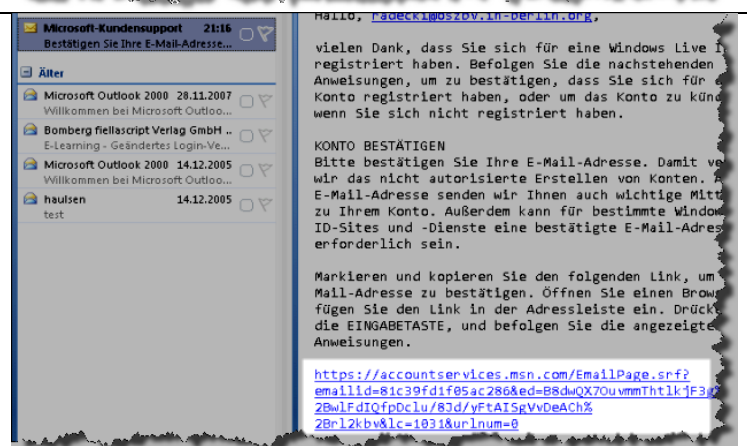 Microsoft-Kundensupport 21:16
Bestätigen Sie Ihre E-Mail-Adresse...
Älter
Microsoft Outlook 2000 28.11.2007
Willkommen bei Microsoft Outloo...
Bomberg fiellascript Verlag GmbH ..
E-Learning - Geändertes Login-Ve...
Microsoft Outlook 2000 14.12.2005
Willkommen bei Microsoft Outloo...
haulsen 14.12.2005
test
Hallo, radecki@oszbv.in-berlin.org,
vielen Dank, dass Sie sich für eine Windows Live I
registriert haben. Befolgen Sie die nachstehenden
Anweisungen, um zu bestätigen, dass Sie sich für
Konto registriert haben, oder um das Konto zu kün
wenn Sie sich nicht registriert haben.
KONTO BESTÄTIGEN
Bitte bestätigen Sie Ihre E-Mail-Adresse. Damit ve
wir das nicht autorisierte Erstellen von Konten. A
E-Mail-Adresse senden wir Ihnen auch wichtige Mitt
zu Ihrem Konto. Außerdem kann für bestimmte Window
ID-Sites und -Dienste eine bestätigte E-Mail-Adres
erforderlich sein.
Markieren und kopieren Sie den folgenden Link, um
Mail-Adresse zu bestätigen. Öffnen Sie einen Brow
fügen Sie den Link in der Adressleiste ein. Drück
die EINGABETASTE, und befolgen Sie die angezeigte
Anweisungen.
https://accountservices.msn.com/EmailPage.srf?
emailid=81c39fd1f05ac286&ed=B8dwQX7OuvmmThtlkjF3g%
2BwlFdIQfpDclu/8Jd/yFtAISgVvDeACh%
2Brl2kbv&lc=1031&urlnum=0